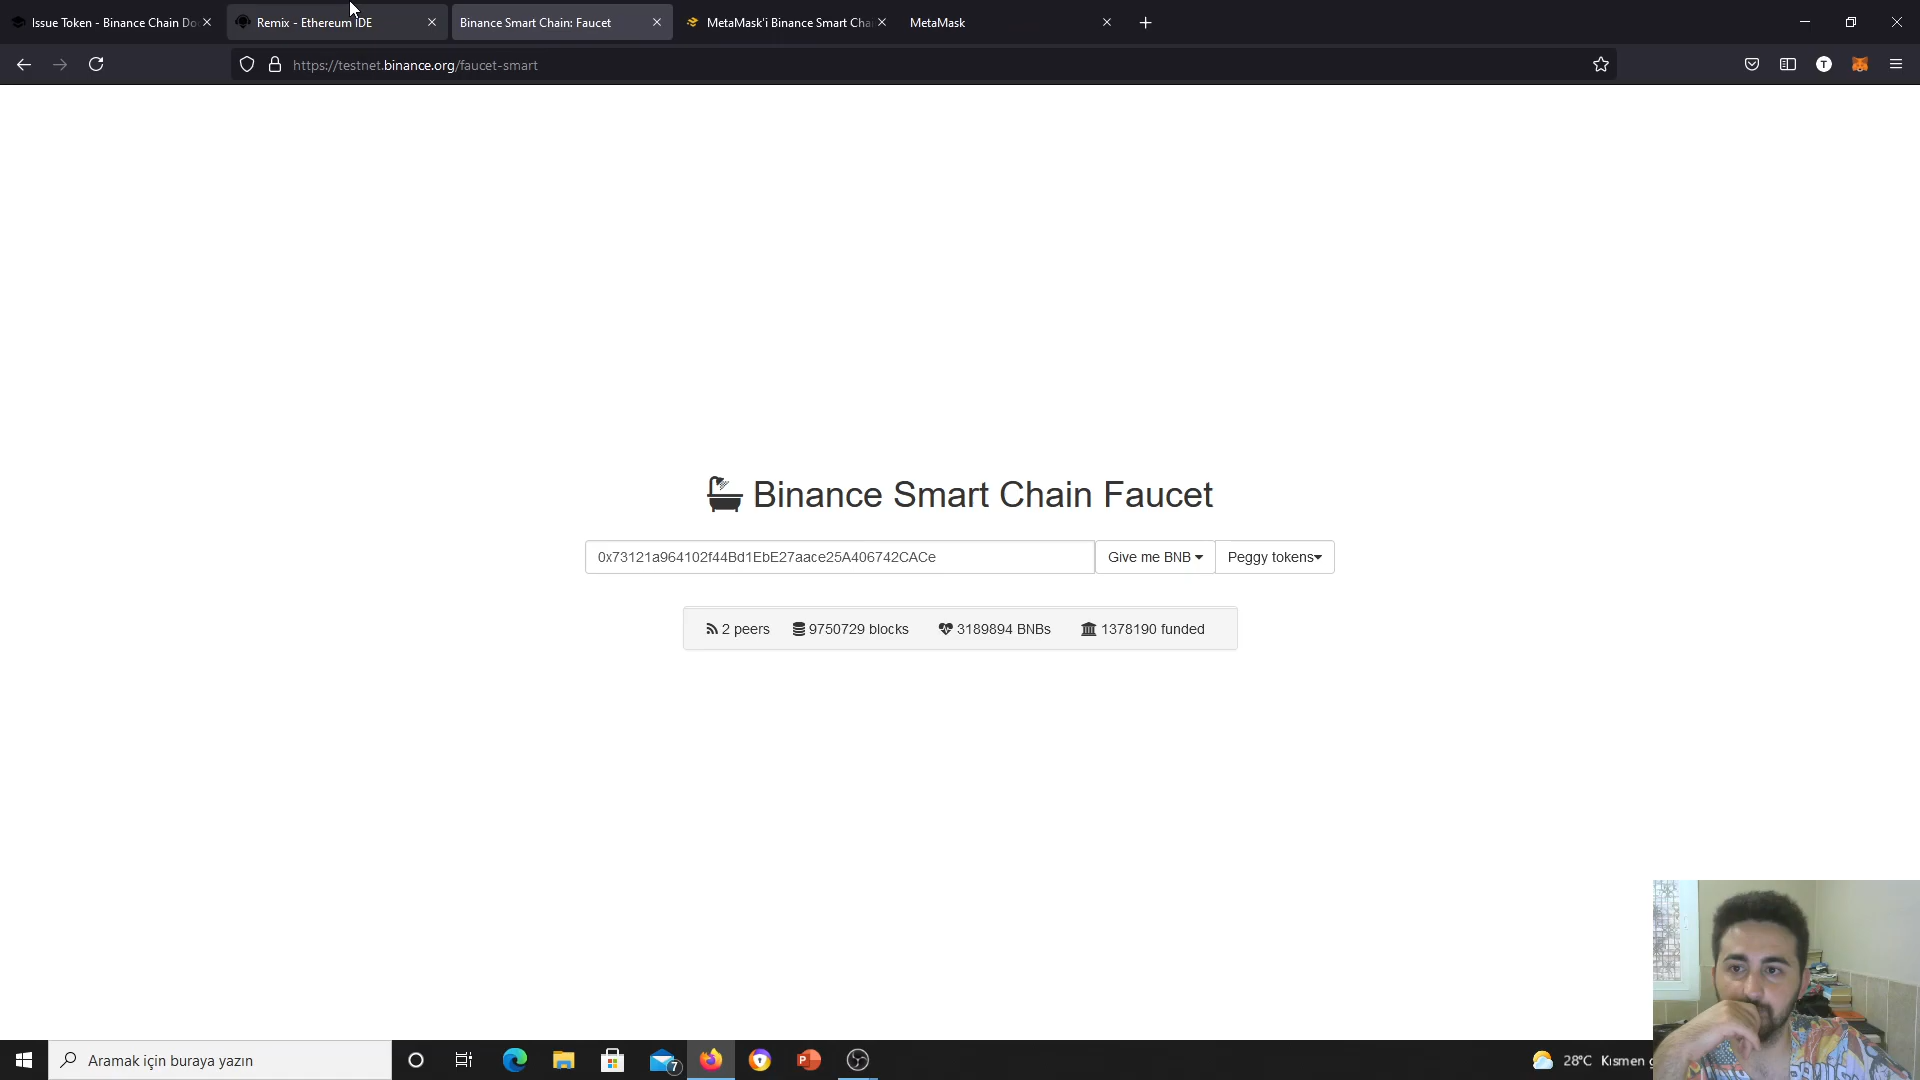 Issue Token - Binance Chain Do
Remix - Ethereum IDE
Binance Smart Chain: Faucet
MetaMask'i Binance Smart Cha
MetaMask
https://testnet.binance.org/faucet-smart
T
Binance Smart Chain Faucet
0x73121a964102f44Bd1EbE27aace25A406742CACe
Give me BNB
Peggy tokens
2 peers
9750729 blocks
3189894 BNBs
1378190 funded
Aramak için buraya yazın
7
P
28°C Kısmen